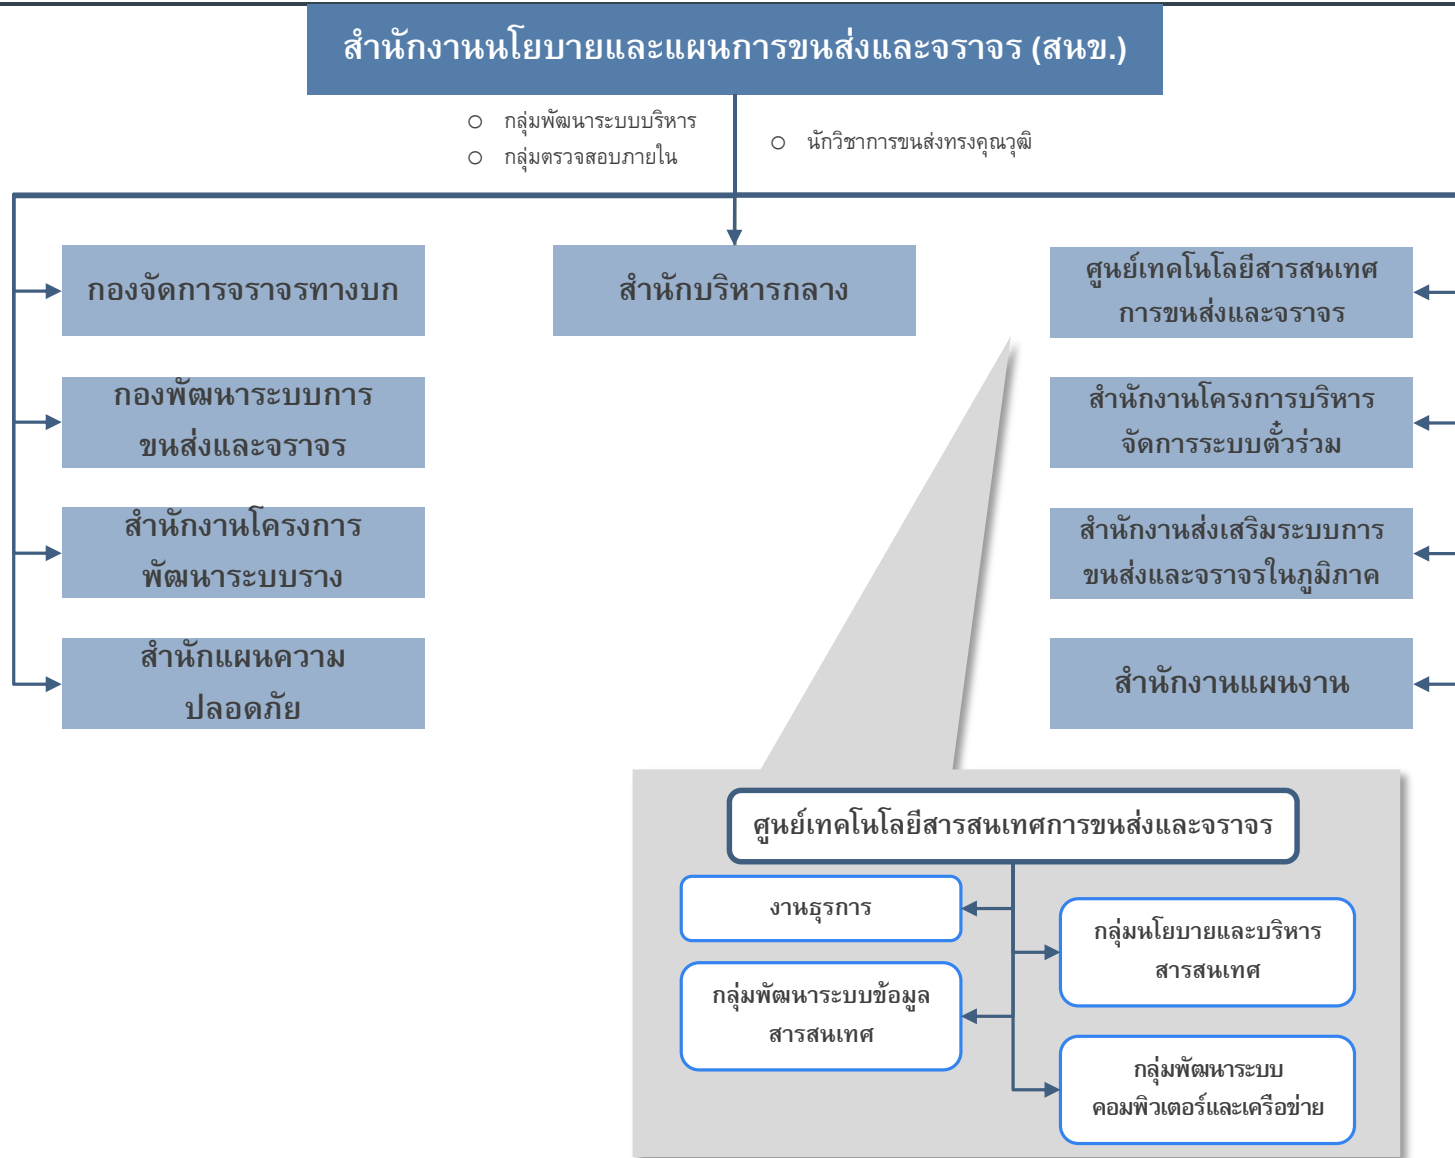 สำนักงานนโยบายและแผนการขนส่งและจราจร (สนข.)
กลุ่มพัฒนาระบบบริหาร
กลุ่มตรวจสอบภายใน
นักวิชาการขนส่งทรงคุณวุฒิ
กองจัดการจราจรทางบก
สำนักบริหารกลาง
ศูนย์เทคโนโลยีสารสนเทศ
การขนส่งและจราจร
กองพัฒนาระบบการ
ขนส่งและจราจร
สำนักงานโครงการบริหาร
จัดการระบบตั๋วร่วม
สำนักงานโครงการ
พัฒนาระบบราง
สำนักงานส่งเสริมระบบการ
ขนส่งและจราจรในภูมิภาค
สำนักแผนความ
ปลอดภัย
สำนักงานแผนงาน
ศูนย์เทคโนโลยีสารสนเทศการขนส่งและจราจร
งานธุรการ
กลุ่มนโยบายและบริหาร
สารสนเทศ
กลุ่มพัฒนาระบบข้อมูล
สารสนเทศ
กลุ่มพัฒนาระบบ
คอมพิวเตอร์และเครือข่าย